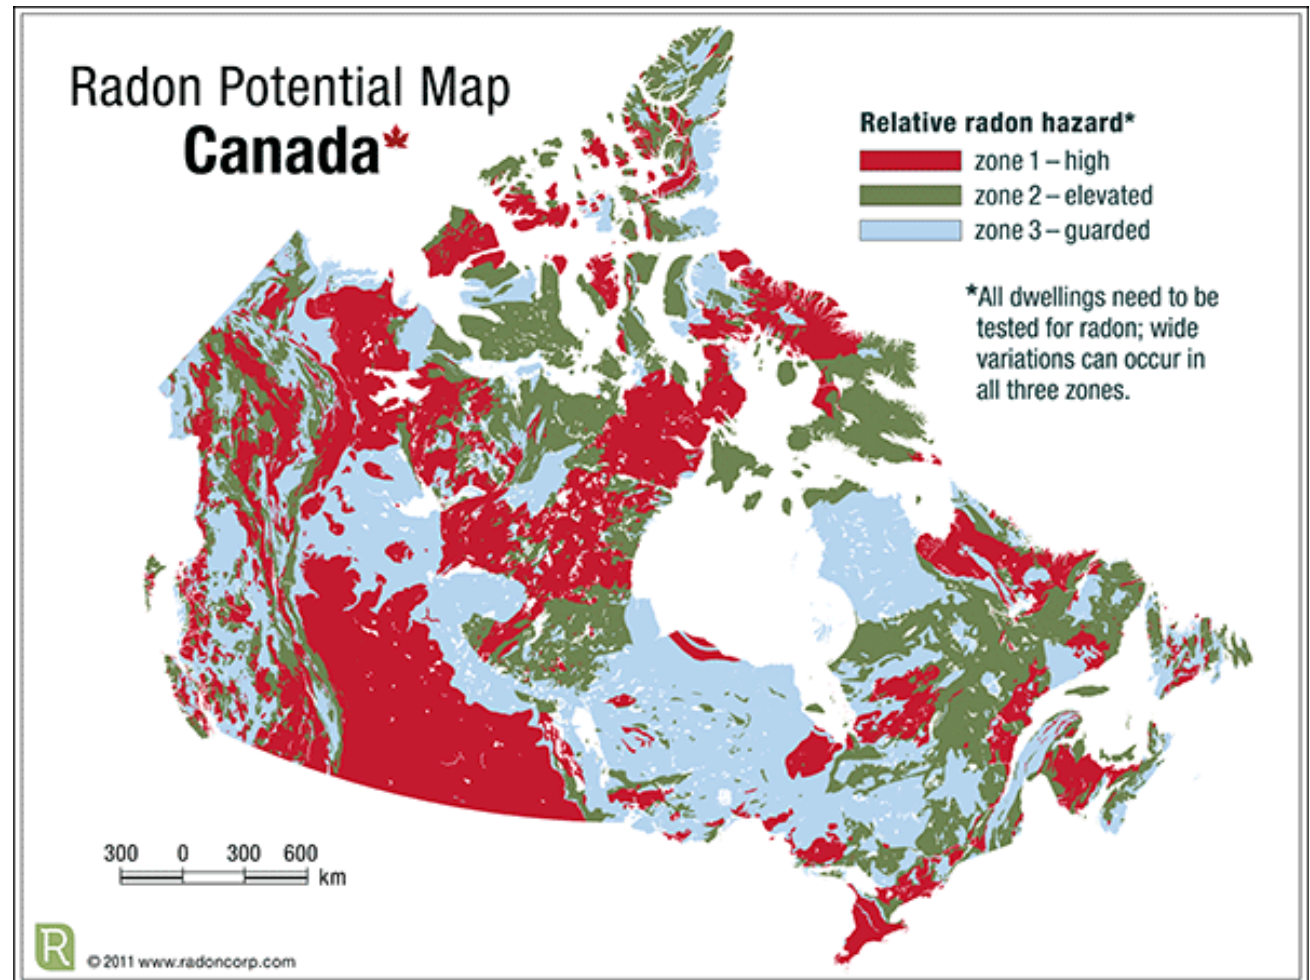 Radon Potential Map
Canada
Relative radon hazard*
zone 1 – high
zone 2 – elevated
zone 3 – guarded
*All dwellings need to be
tested for radon; wide
variations can occur in
all three zones.
300 0 300 600
km
R
© 2011 www.radoncorp.com